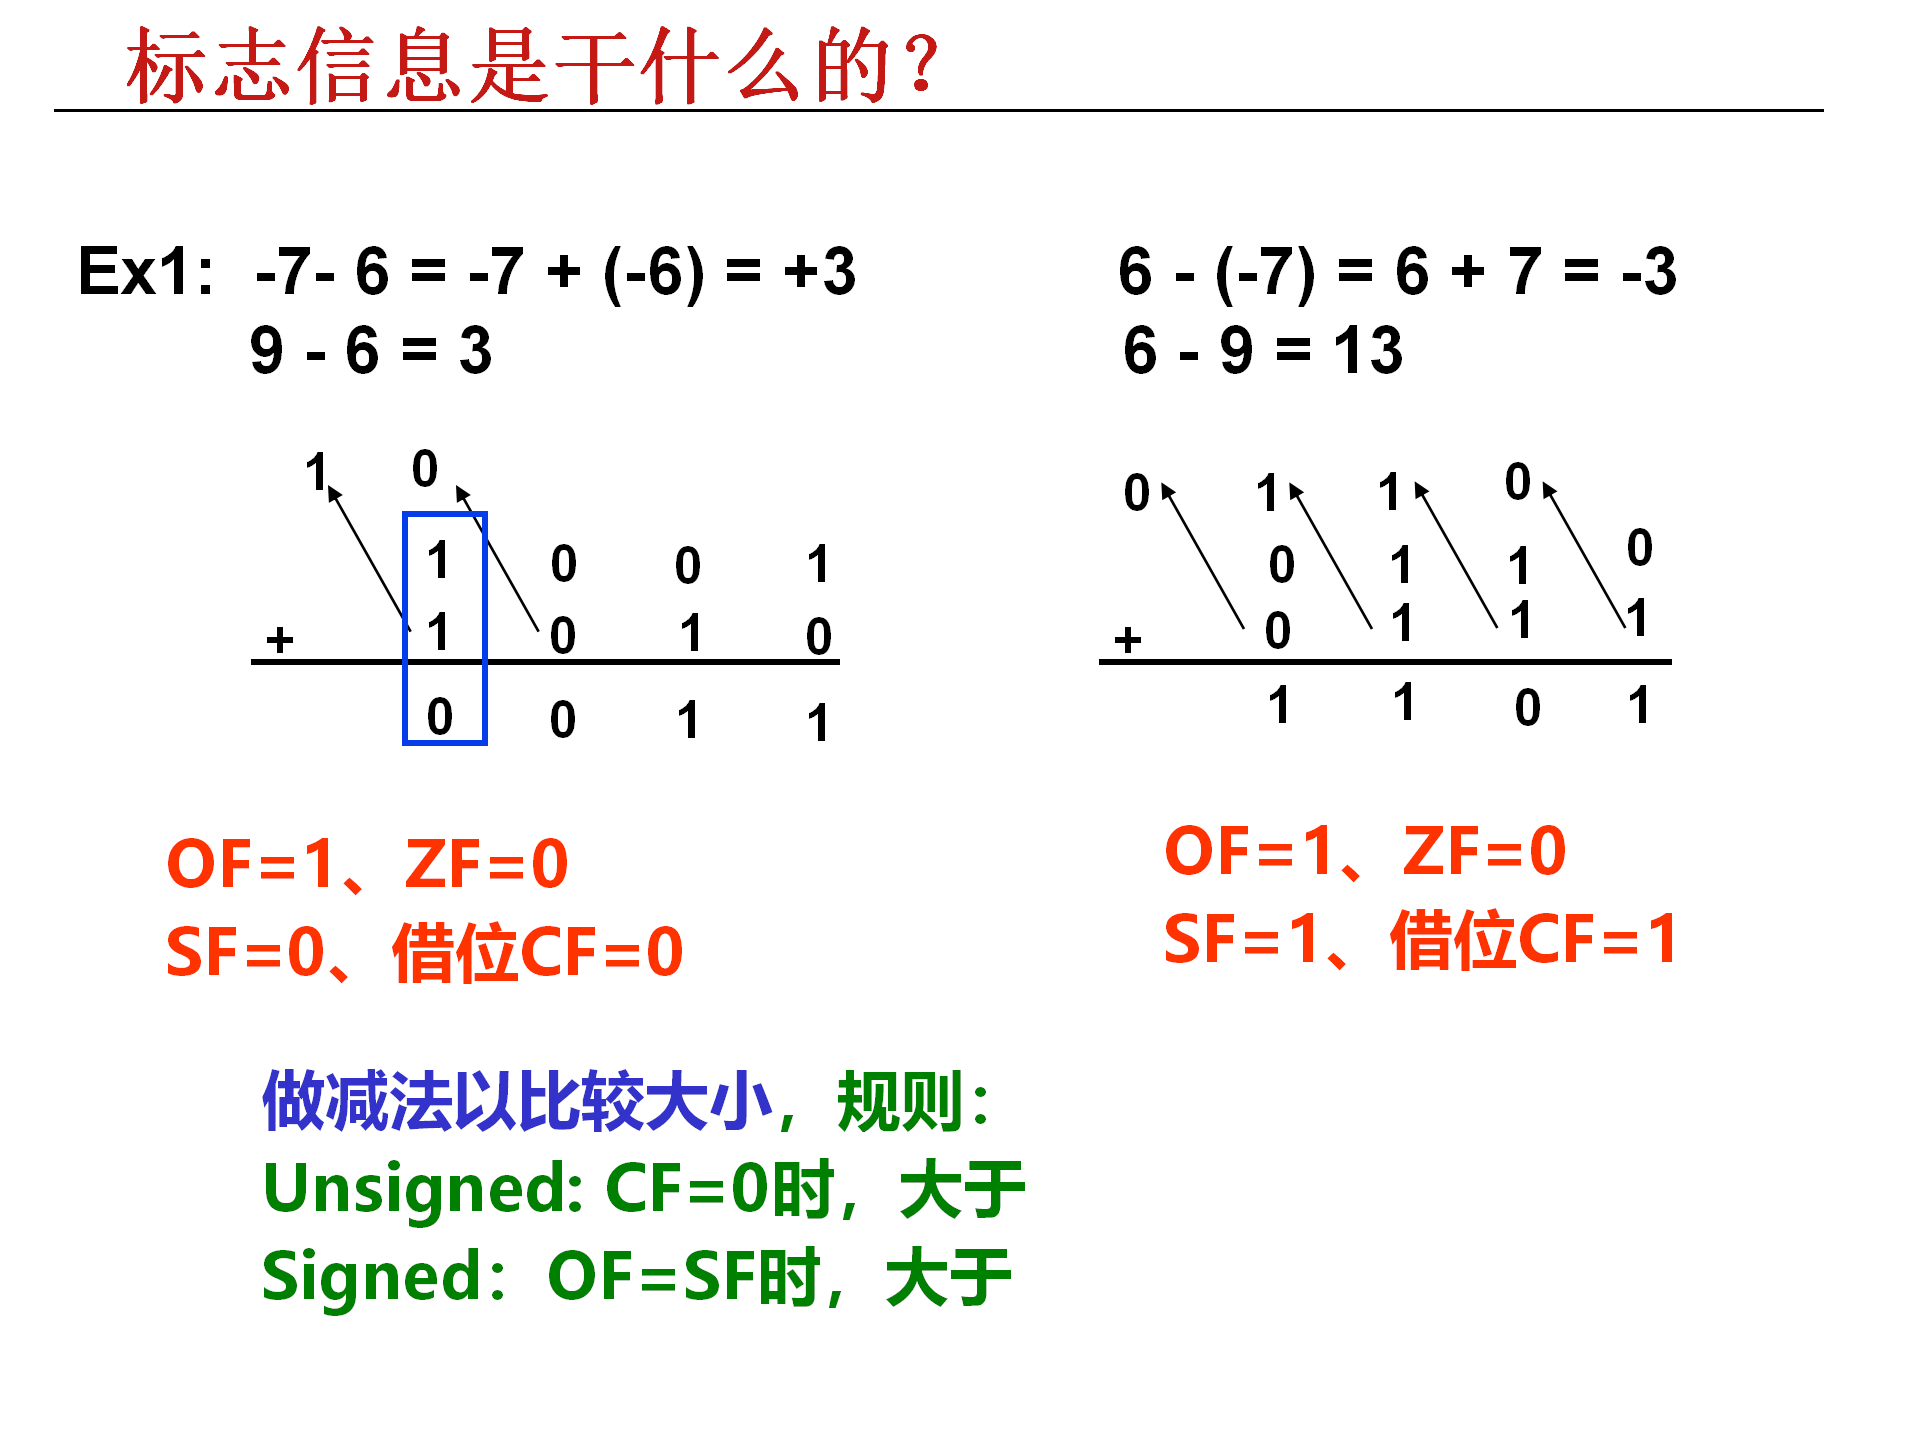 标志信息是干什么的？
Ex1: -7- 6 = -7 + (-6) = +3
9 - 6 = 3
6 - (-7) = 6 + 7 = -3
6 - 9 = 13
1 0
1 0 0 1
+ 1 0 1 0
0 0 1 1
0 1 1 0
0 1 1 0
+ 0 1 1 1
1 1 0 1
OF=1、ZF=0
SF=0、借位CF=0
OF=1、ZF=0
SF=1、借位CF=1
做减法以比较大小，规则：
Unsigned: CF=0时，大于
Signed：OF=SF时，大于